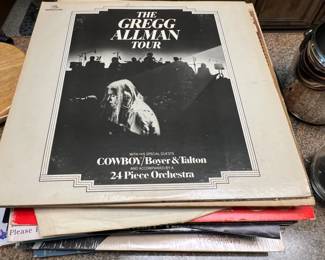 THE
GREGG
ALLMAN
TOUR
WITH HIS SPECIAL GUESTS
COWBOY/Boyer & Talton
AND ACCOMPANIED BY A
24 Piece Orchestra
Please